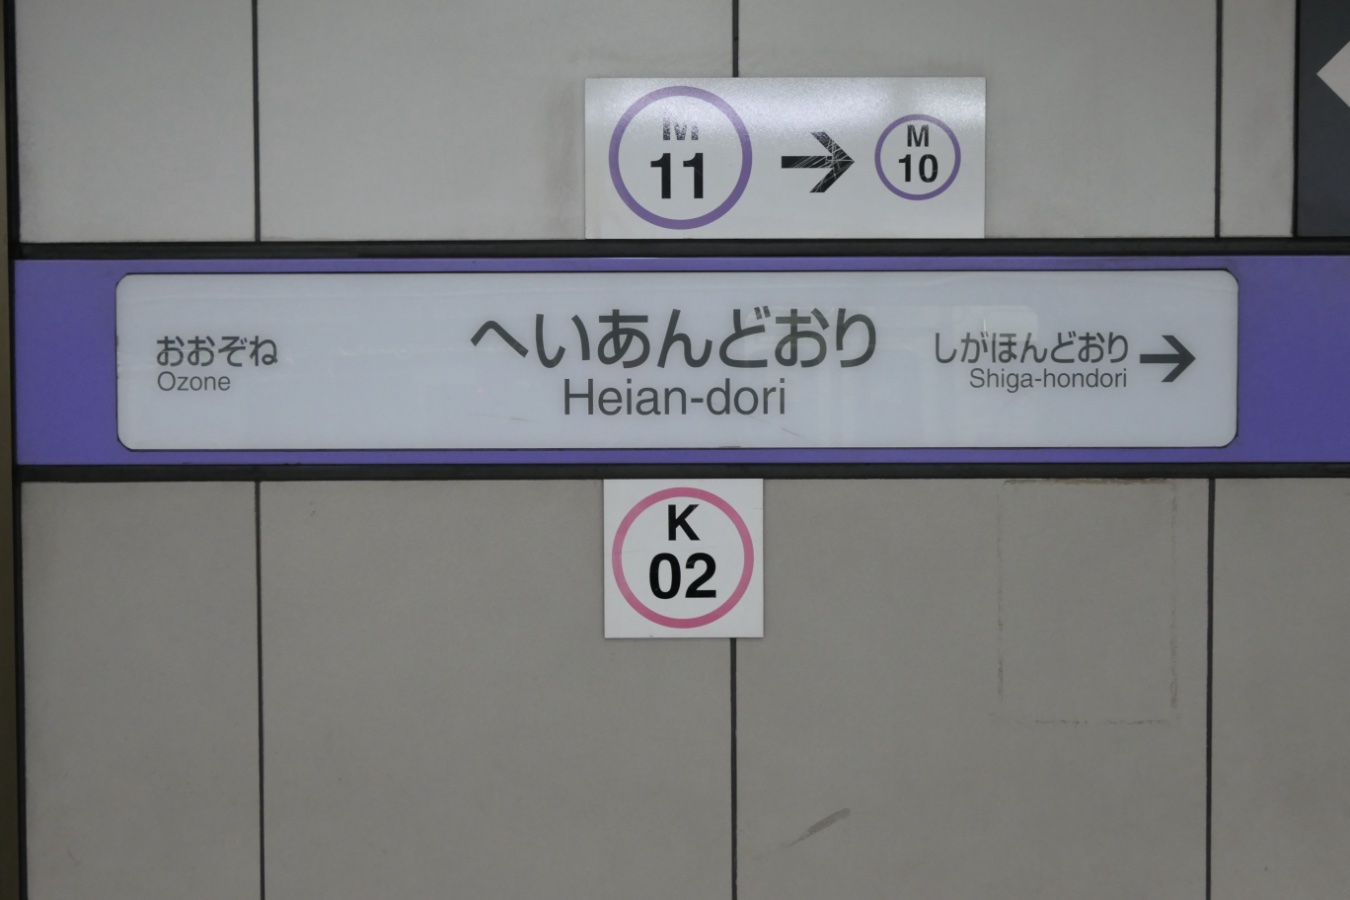 M
11
→
M
10
おおぞね
Ozone
へいあんどおり
Heian-dori
しがほんどおり →
Shiga-hondori
K
02